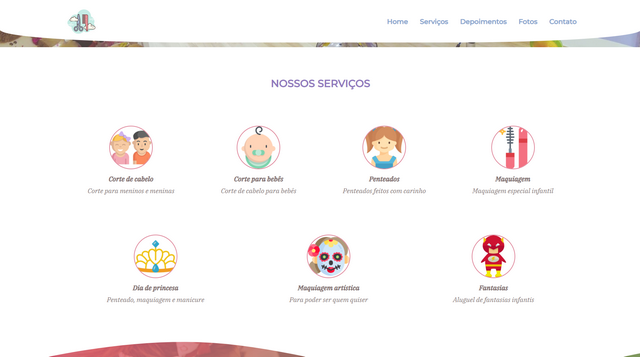 Home Serviços Depoimentos Fotos Contato
NOSSOS SERVIÇOS
Corte de cabelo Corte para bebês Penteados Maquiagem
Corte para meninos e meninas Corte de cabelo para bebês Penteados feitos com carinho Maquiagem especial infantil
Dia de princesa Maquiagem artística Fantasias
Penteado, maquiagem e manicure Para poder ser quem quiser Aluguel de fantasias infantis